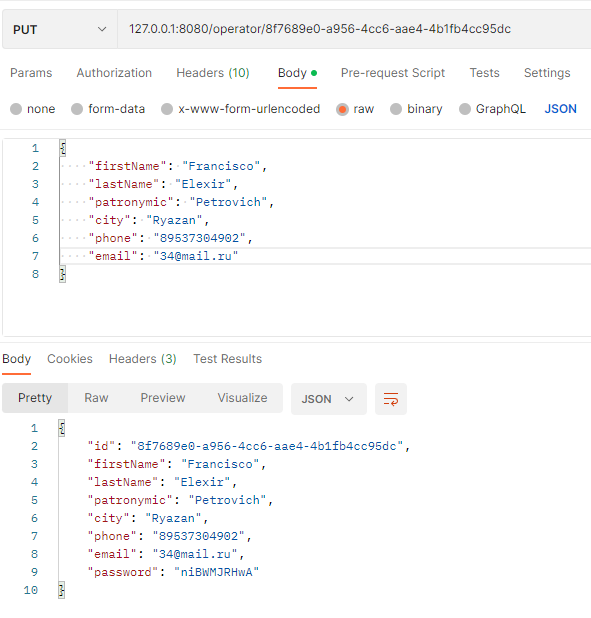 PUT 127.0.0.1:8080/operator/8f7689e0-a956-4cc6-aae4-4b1fb4cc95dc
Params Authorization Headers (10) Body Pre-request Script Tests Settings
none form-data x-www-form-urlencoded raw binary GraphQL JSON
1 {
2 "firstName": "Francisco",
3 "lastName": "Elexir",
4 "patronymic": "Petrovich",
5 "city": "Ryazan",
6 "phone": "89537304902",
7 "email": "34@mail.ru"
8 }
Body Cookies Headers (3) Test Results
Pretty Raw Preview Visualize JSON
1 {
2 "id": "8f7689e0-a956-4cc6-aae4-4b1fb4cc95dc",
3 "firstName": "Francisco",
4 "lastName": "Elexir",
5 "patronymic": "Petrovich",
6 "city": "Ryazan",
7 "phone": "89537304902",
8 "email": "34@mail.ru",
9 "password": "niBWMJRHwA"
10 }